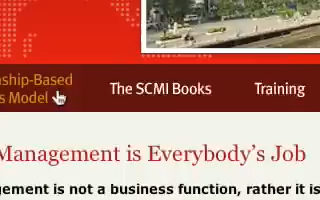 nship-Based
s Model
The SCMI Books
Training
Management is Everybody's Job
gement is not a business function, rather it is